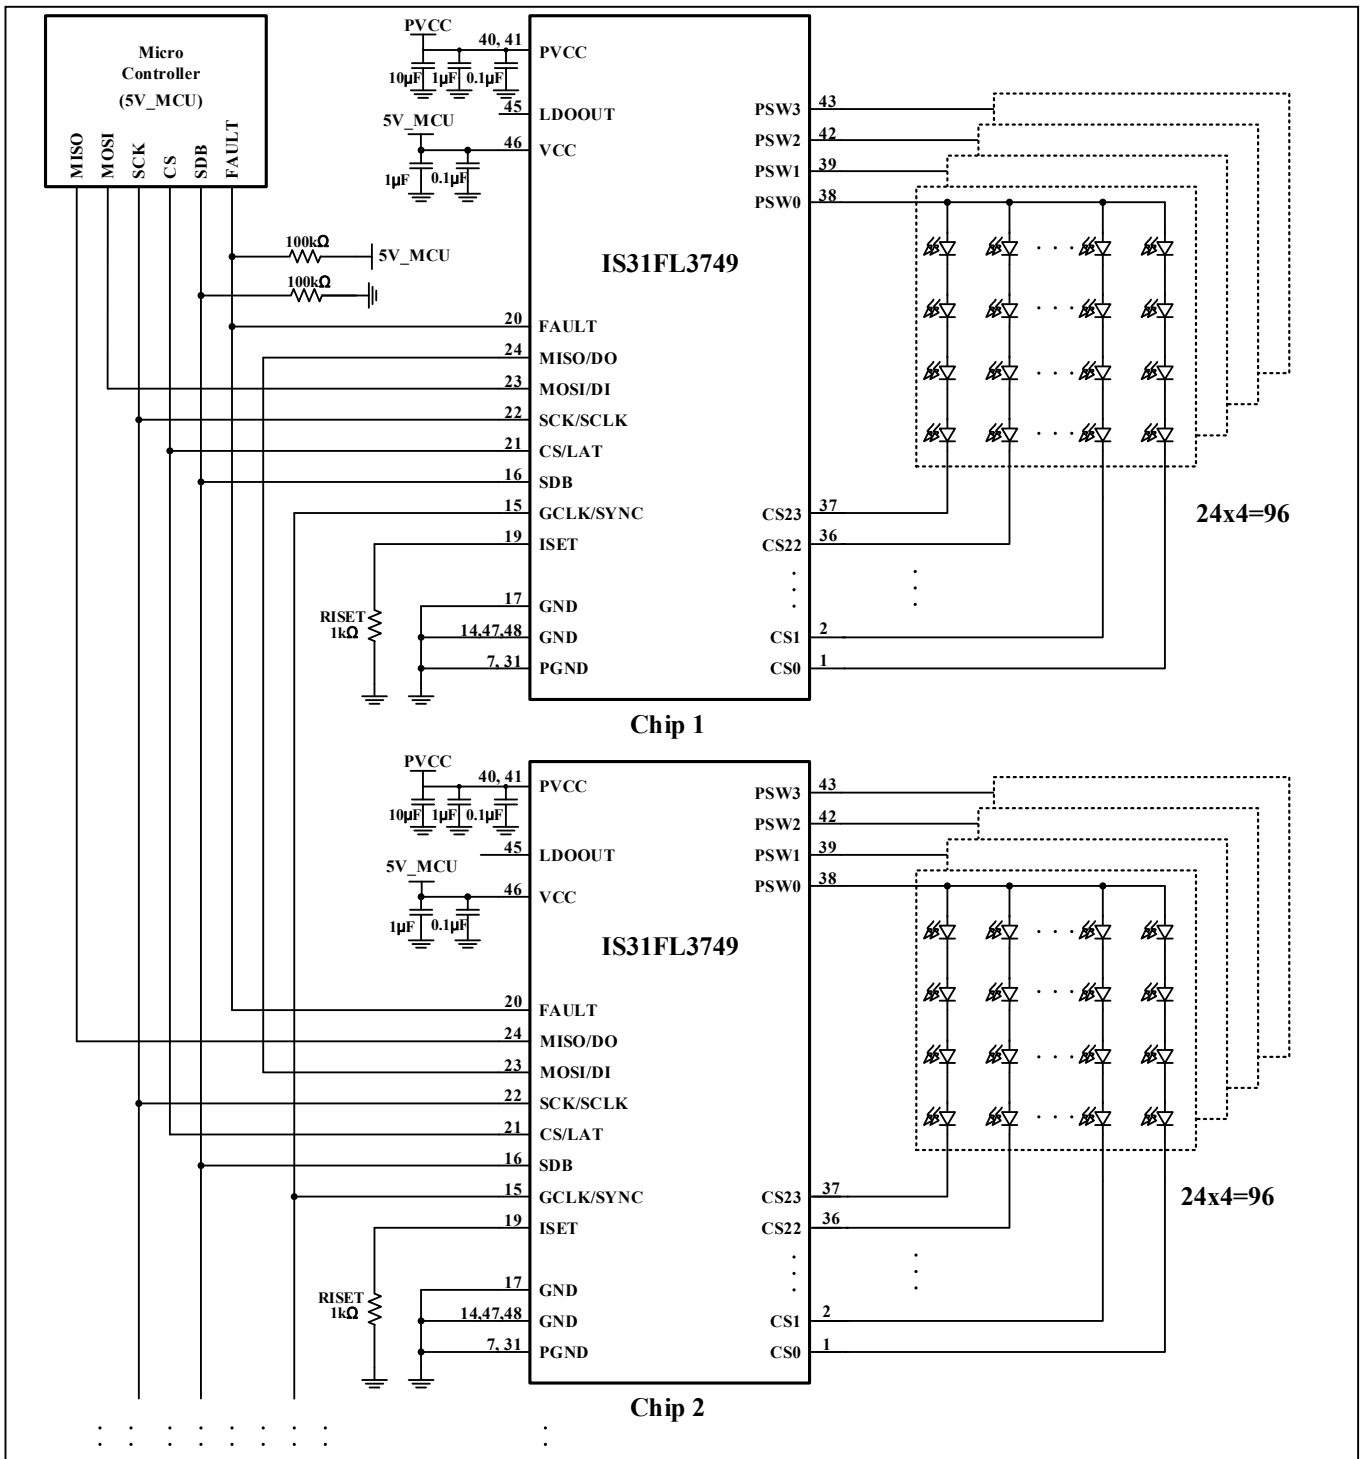 Micro
Controller
(5V_MCU)
MISO
MOSI
SCK
CS
SDB
FAULT
100kΩ
5V_MCU
100kΩ
PVCC
10µF
1µF
0.1µF
5V_MCU
1µF
0.1µF
RISET
1kΩ
40, 41
PVCC
45
LDOOUT
46
VCC
IS31FL3749
20
FAULT
24
MISO/DO
23
MOSI/DI
22
SCK/SCLK
21
CS/LAT
16
SDB
15
GCLK/SYNC
19
ISET
17
GND
14,47,48
GND
7, 31
PGND
PSW3
43
PSW2
42
PSW1
39
PSW0
38
CS23
37
CS22
36
CS1
2
CS0
1
24x4=96
Chip 1
PVCC
10µF
1µF
0.1µF
5V_MCU
1µF
0.1µF
RISET
1kΩ
40, 41
PVCC
45
LDOOUT
46
VCC
IS31FL3749
20
FAULT
24
MISO/DO
23
MOSI/DI
22
SCK/SCLK
21
CS/LAT
16
SDB
15
GCLK/SYNC
19
ISET
17
GND
14,47,48
GND
7, 31
PGND
PSW3
43
PSW2
42
PSW1
39
PSW0
38
CS23
37
CS22
36
CS1
2
CS0
1
24x4=96
Chip 2